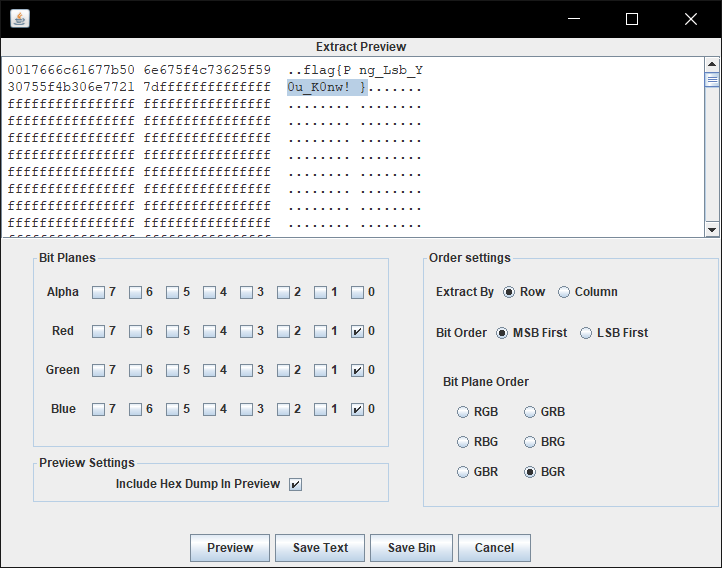 Extract Preview
0017666c61677b50 6e675f4c73625f59 ..flag{P ng_Lsb_Y
30755f4b306e7721 7dffffffffffffff 0u_K0nw! }.......
ffffffffffffffff ffffffffffffffff ........ ........
ffffffffffffffff ffffffffffffffff ........ ........
ffffffffffffffff ffffffffffffffff ........ ........
ffffffffffffffff ffffffffffffffff ........ ........
ffffffffffffffff ffffffffffffffff ........ ........
ffffffffffffffff ffffffffffffffff ........ ........
ffffffffffffffff ffffffffffffffff ........ ........
ffffffffffffffff ffffffffffffffff ........ ........
Bit Planes
Alpha 7 6 5 4 3 2 1 0
Red 7 6 5 4 3 2 1 0
Green 7 6 5 4 3 2 1 0
Blue 7 6 5 4 3 2 1 0
Preview Settings
Include Hex Dump In Preview
Order settings
Extract By Row Column
Bit Order MSB First LSB First
Bit Plane Order
RGB GRB
RBG BRG
GBR BGR
Preview Save Text Save Bin Cancel